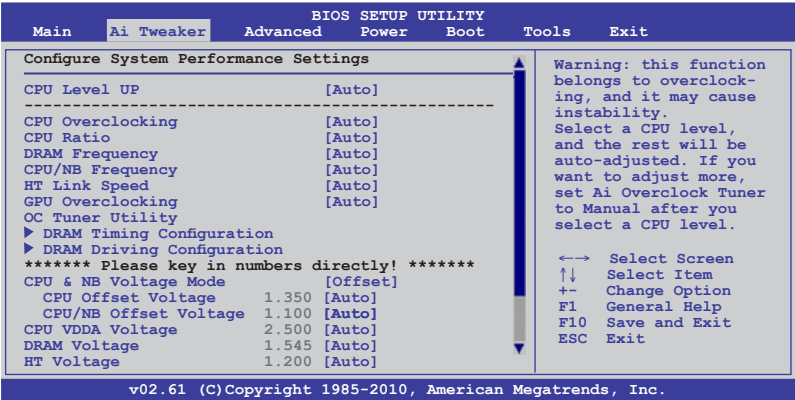 BIOS SETUP UTILITY
Main Ai Tweaker Advanced Power Boot Tools Exit
Configure System Performance Settings
CPU Level UP [Auto]
------------------------------------------------------
CPU Overclocking [Auto]
CPU Ratio [Auto]
DRAM Frequency [Auto]
CPU/NB Frequency [Auto]
HT Link Speed [Auto]
GPU Overclocking [Auto]
OC Tuner Utility
▶ DRAM Timing Configuration
▶ DRAM Driving Configuration
******* Please key in numbers directly! *******
CPU & NB Voltage Mode [Offset]
CPU Offset Voltage 1.350 [Auto]
CPU/NB Offset Voltage 1.100 [Auto]
CPU VDDA Voltage 2.500 [Auto]
DRAM Voltage 1.545 [Auto]
HT Voltage 1.200 [Auto]
Warning: this function
belongs to overclock-
ing, and it may cause
instability.
Select a CPU level,
and the rest will be
auto-adjusted. If you
want to adjust more,
set Ai Overclock Tuner
to Manual after you
select a CPU level.
←→ Select Screen
↑↓ Select Item
+- Change Option
F1 General Help
F10 Save and Exit
ESC Exit
v02.61 (C)Copyright 1985-2010, American Megatrends, Inc.